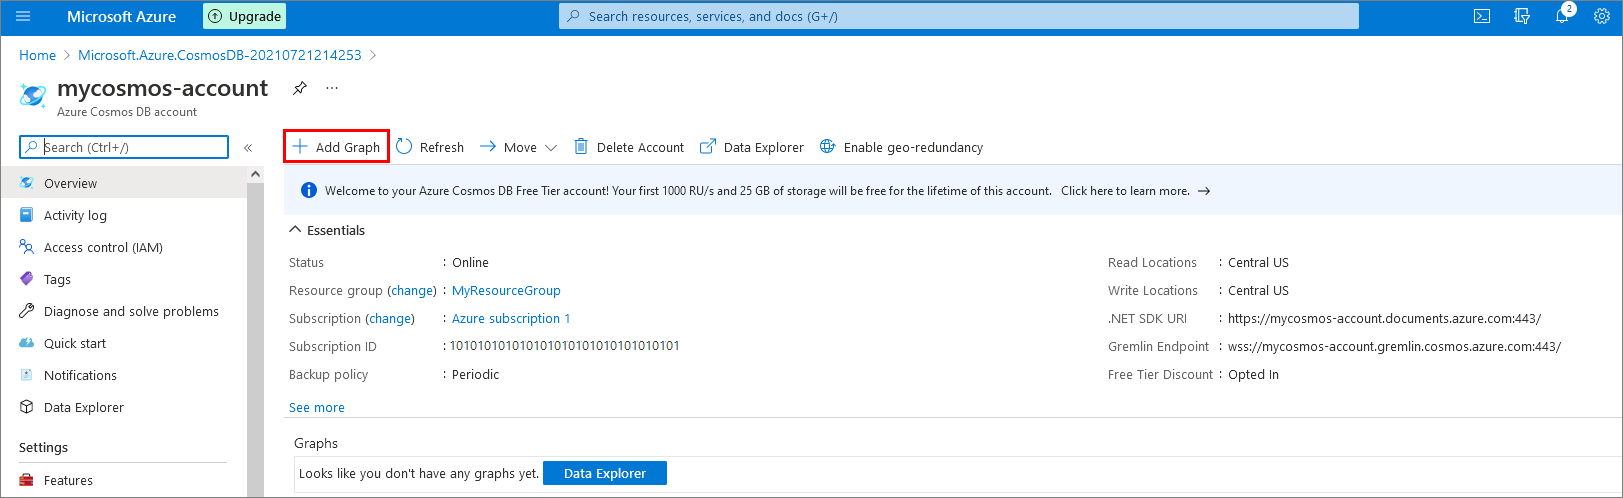 Microsoft Azure Upgrade Search resources, services, and docs (G+/) 2
Home > Microsoft.Azure.CosmosDB-20210721214253 >
mycosmos-account ...
Azure Cosmos DB account
Search (Ctrl+/) «
+ Add Graph Refresh Move Delete Account Data Explorer Enable geo-redundancy
Overview
Activity log
Access control (IAM)
Tags
Diagnose and solve problems
Quick start
Notifications
Data Explorer
Settings
Features
Welcome to your Azure Cosmos DB Free Tier account! Your first 1000 RU/s and 25 GB of storage will be free for the lifetime of this account. Click here to learn more. →
Essentials
Status : Online
Resource group (change) : MyResourceGroup
Subscription (change) : Azure subscription 1
Subscription ID : 101010101010101010101010101010101
Backup policy : Periodic
See more
Read Locations : Central US
Write Locations : Central US
.NET SDK URI : https://mycosmos-account.documents.azure.com:443/
Gremlin Endpoint : wss://mycosmos-account.gremlin.cosmos.azure.com:443/
Free Tier Discount : Opted In
Graphs
Looks like you don't have any graphs yet. Data Explorer